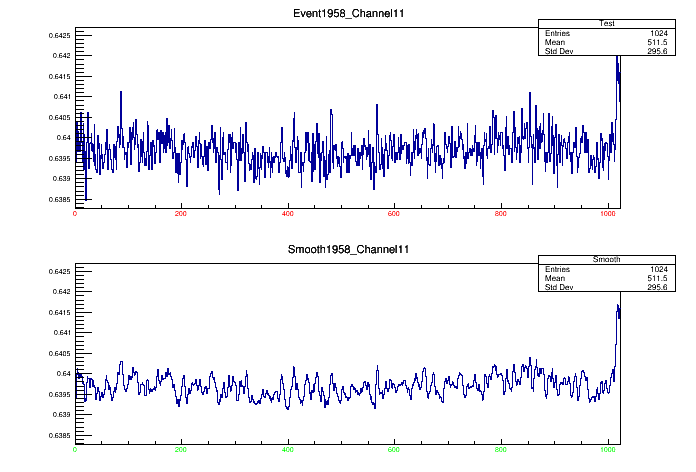 Event1958_Channel11
Test
Entries 1024
Mean 511.5
Std Dev 295.6
0.6425
0.642
0.6415
0.641
0.6405
0.64
0.6395
0.639
0.6385
0 200 400 600 800 1000
Smooth1958_Channel11
Smooth
Entries 1024
Mean 511.5
Std Dev 295.6
0.6425
0.642
0.6415
0.641
0.6405
0.64
0.6395
0.639
0.6385
0 200 400 600 800 1000